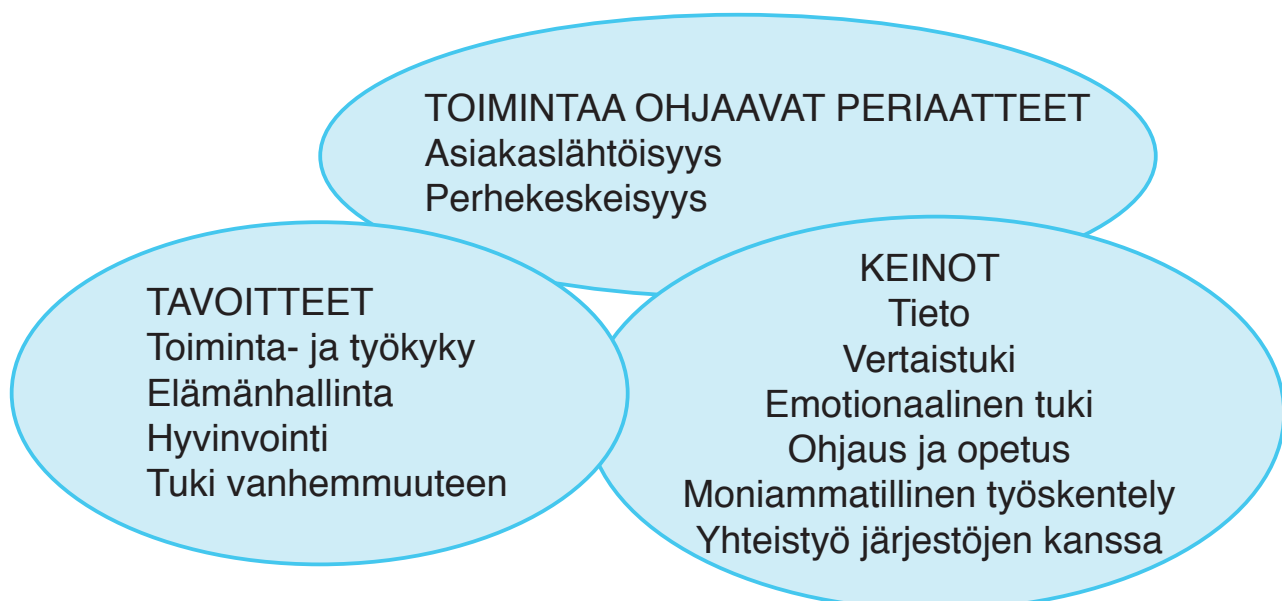 TOIMINTAA OHJAAVAT PERIAATTEET
Asiakaslähtöisyys
Perhekeskeisyys
TAVOITTEET
Toiminta- ja työkyky
Elämänhallinta
Hyvinvointi
Tuki vanhemmuuteen
KEINOT
Tieto
Vertaistuki
Emotionaalinen tuki
Ohjaus ja opetus
Moniammatillinen työskentely
Yhteistyö järjestöjen kanssa